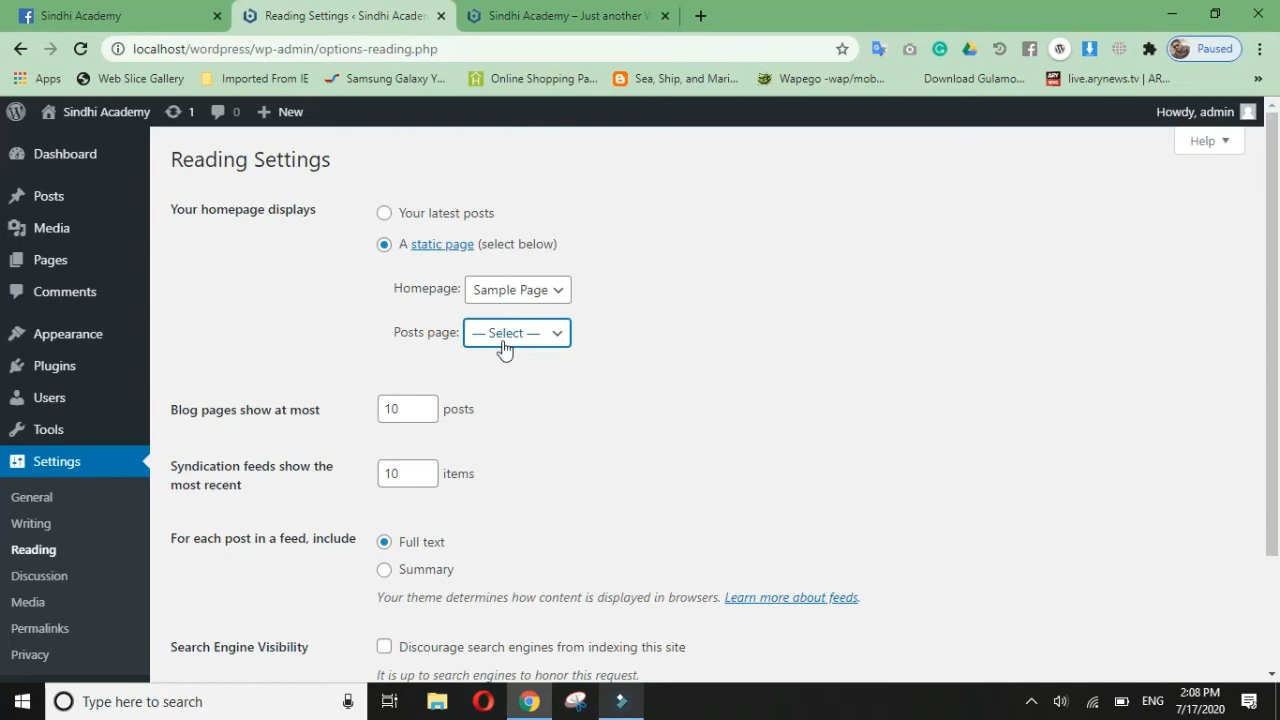 Sindhi Academy
Reading Settings ‹ Sindhi Acader
Sindhi Academy – Just another W
localhost/wordpress/wp-admin/options-reading.php
Paused
Apps
Web Slice Gallery
Imported From IE
Samsung Galaxy Y...
Online Shopping Pa...
Sea, Ship, and Mari...
Wapego -wap/mob...
Download Gulamo...
live.arynews.tv | AR...
»
Sindhi Academy
1
0
New
Howdy, admin
Help
Dashboard
Posts
Media
Pages
Comments
Appearance
Plugins
Users
Tools
Settings
General
Writing
Reading
Discussion
Media
Permalinks
Privacy
Reading Settings
Your homepage displays
Your latest posts
A static page (select below)
Homepage: Sample Page
Posts page: — Select —
Blog pages show at most 10 posts
Syndication feeds show the
most recent
10 items
For each post in a feed, include
Full text
Summary
Your theme determines how content is displayed in browsers. Learn more about feeds.
Search Engine Visibility
Discourage search engines from indexing this site
It is up to search engines to honor this request.
Type here to search
ENG
2:08 PM
7/17/2020